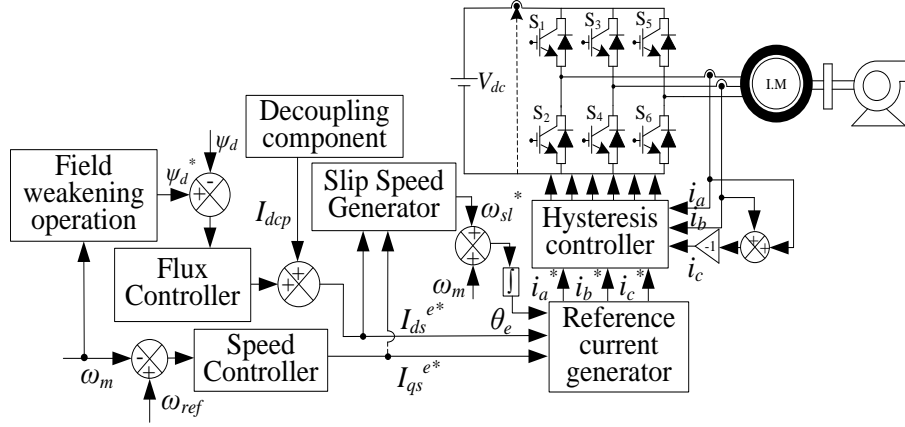 S1
S3
S5
Vdc
I.M
S2
S4
S6
Decoupling
component
ψd
Field
weakening
operation
ψd*
-
+
Idcp
Slip Speed
Generator
ωsl*
+
+
ωm
∫
Hysteresis
controller
ia
ib
ic
-1
+
+
Flux
Controller
+
+
ia*
ib*
ic*
Ids e*
θe
Reference
current
generator
ωm
-
+
Speed
Controller
Iqs e*
ωref